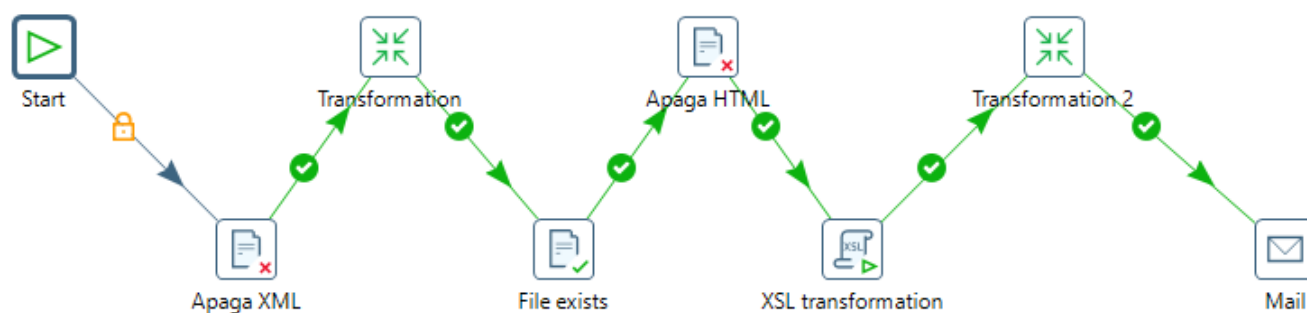 Start
Transformation
Apaga HTML
Transformation 2
Apaga XML
File exists
XSL
XSL transformation
Mail